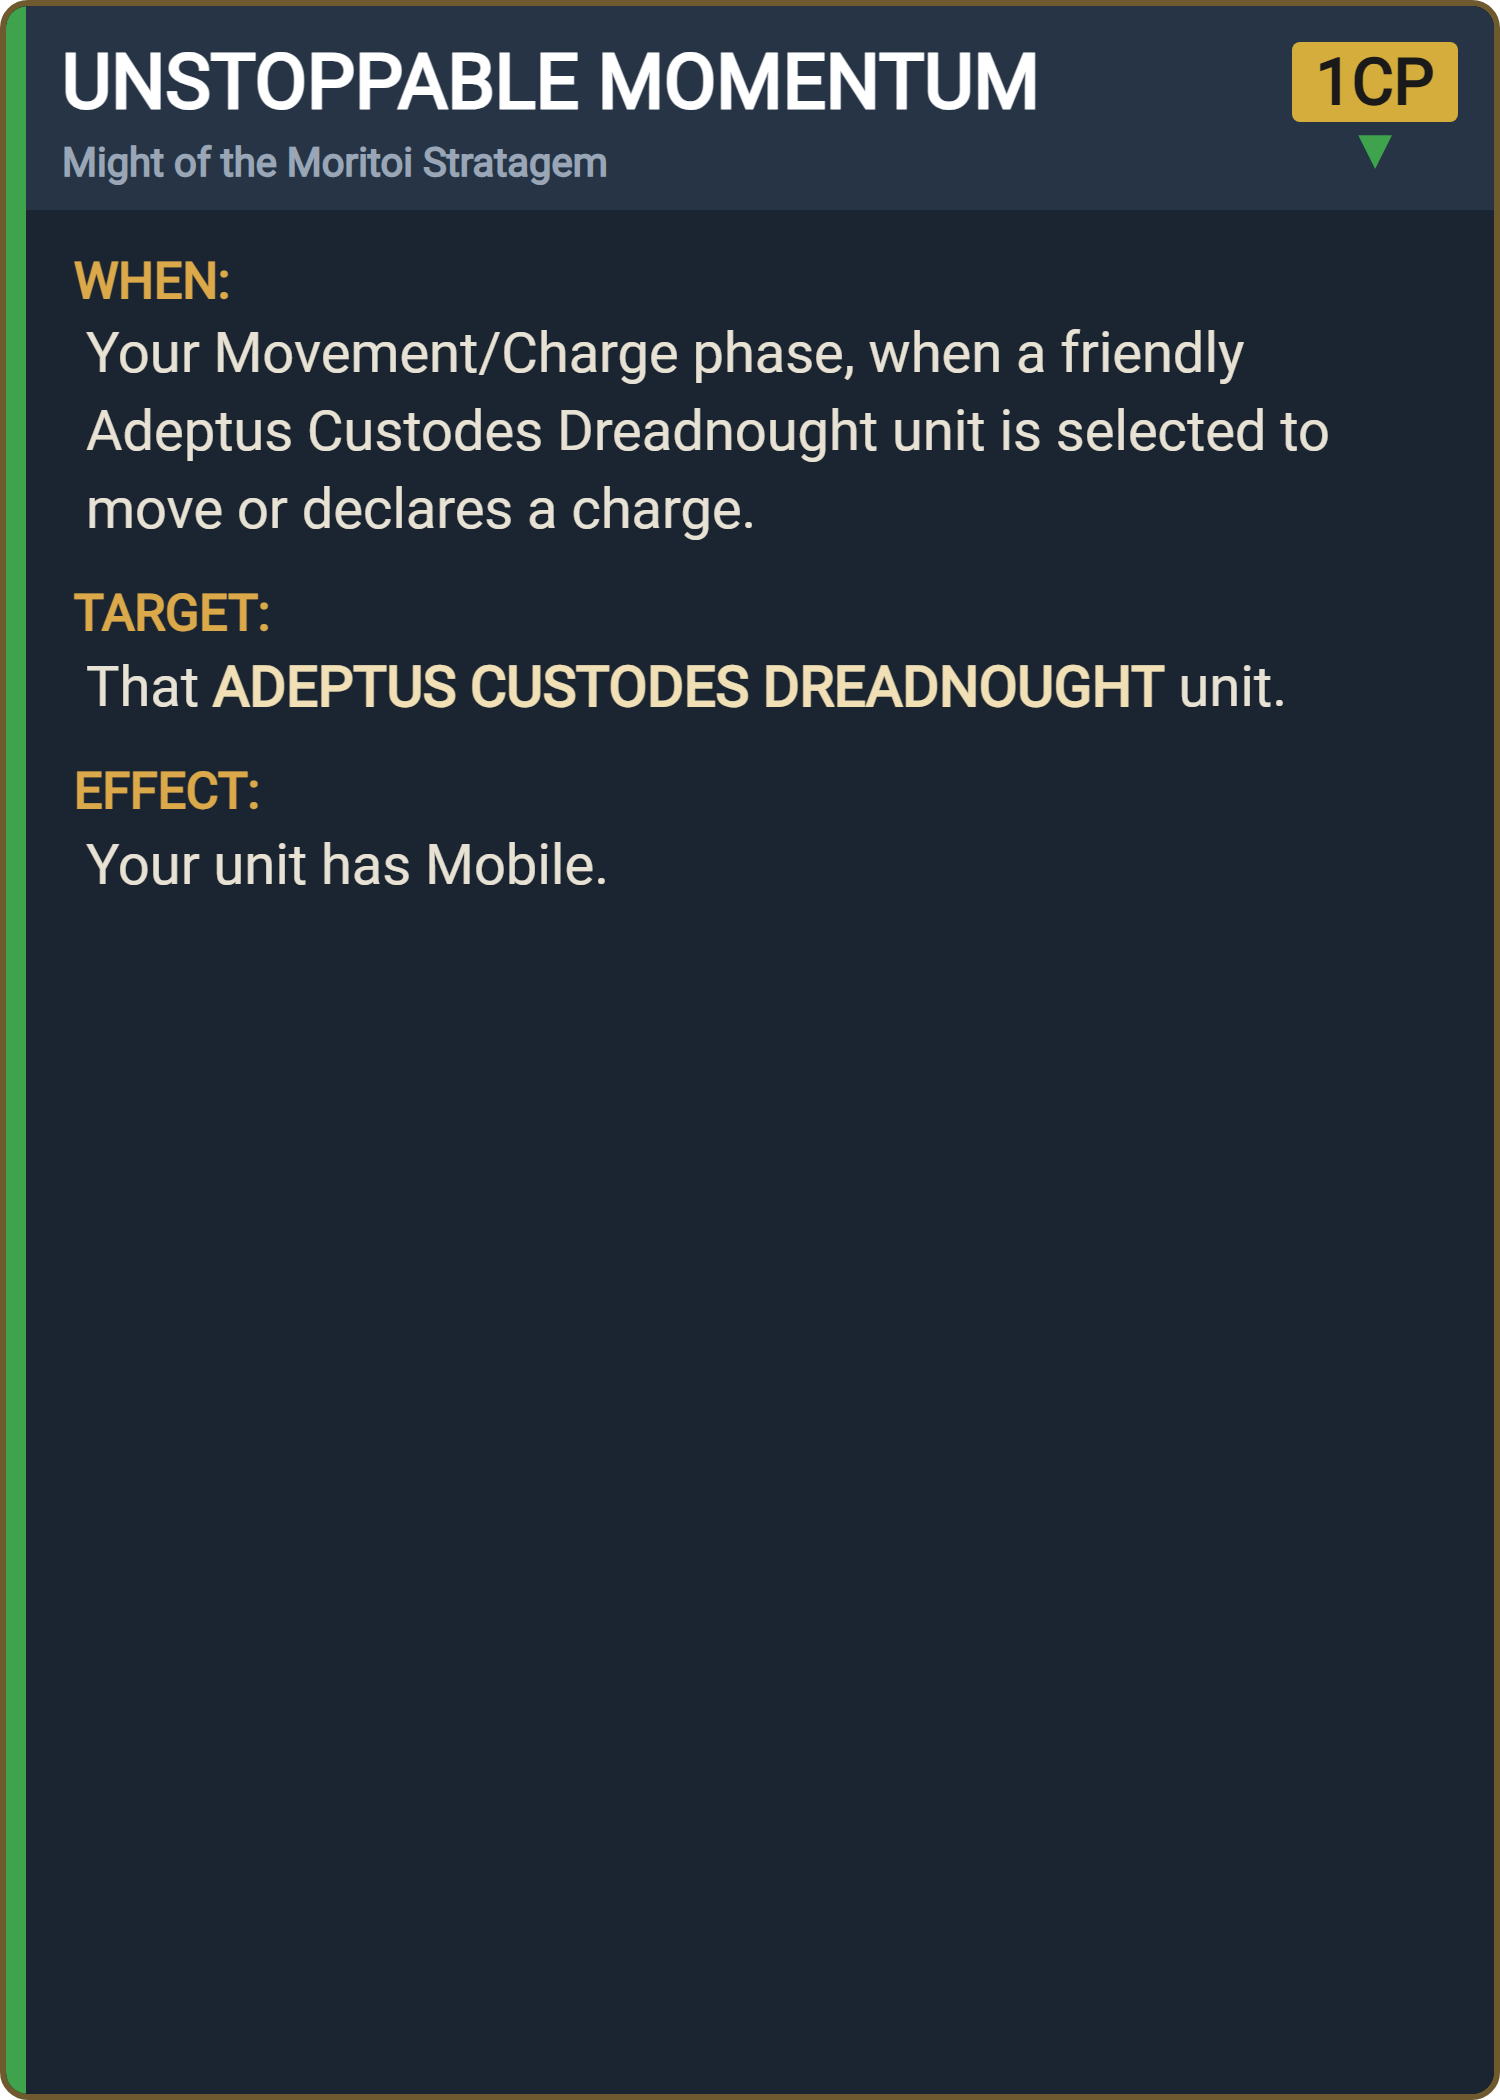 UNSTOPPABLE MOMENTUM
1CP
Might of the Moritoi Stratagem
WHEN:
Your Movement/Charge phase, when a friendly
Adeptus Custodes Dreadnought unit is selected to
move or declares a charge.
TARGET:
That ADEPTUS CUSTODES DREADNOUGHT unit.
EFFECT:
Your unit has Mobile.